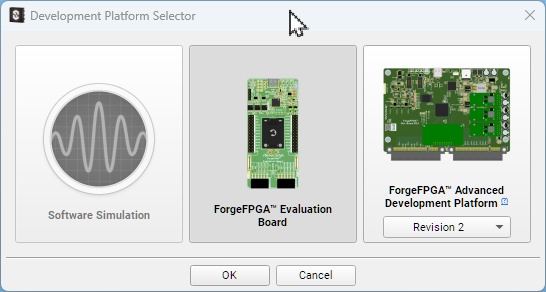 Development Platform Selector
Software Simulation
ForgeFPGA™ Evaluation
Board
ForgeFPGA™ Advanced
Development Platform
Revision 2
OK
Cancel